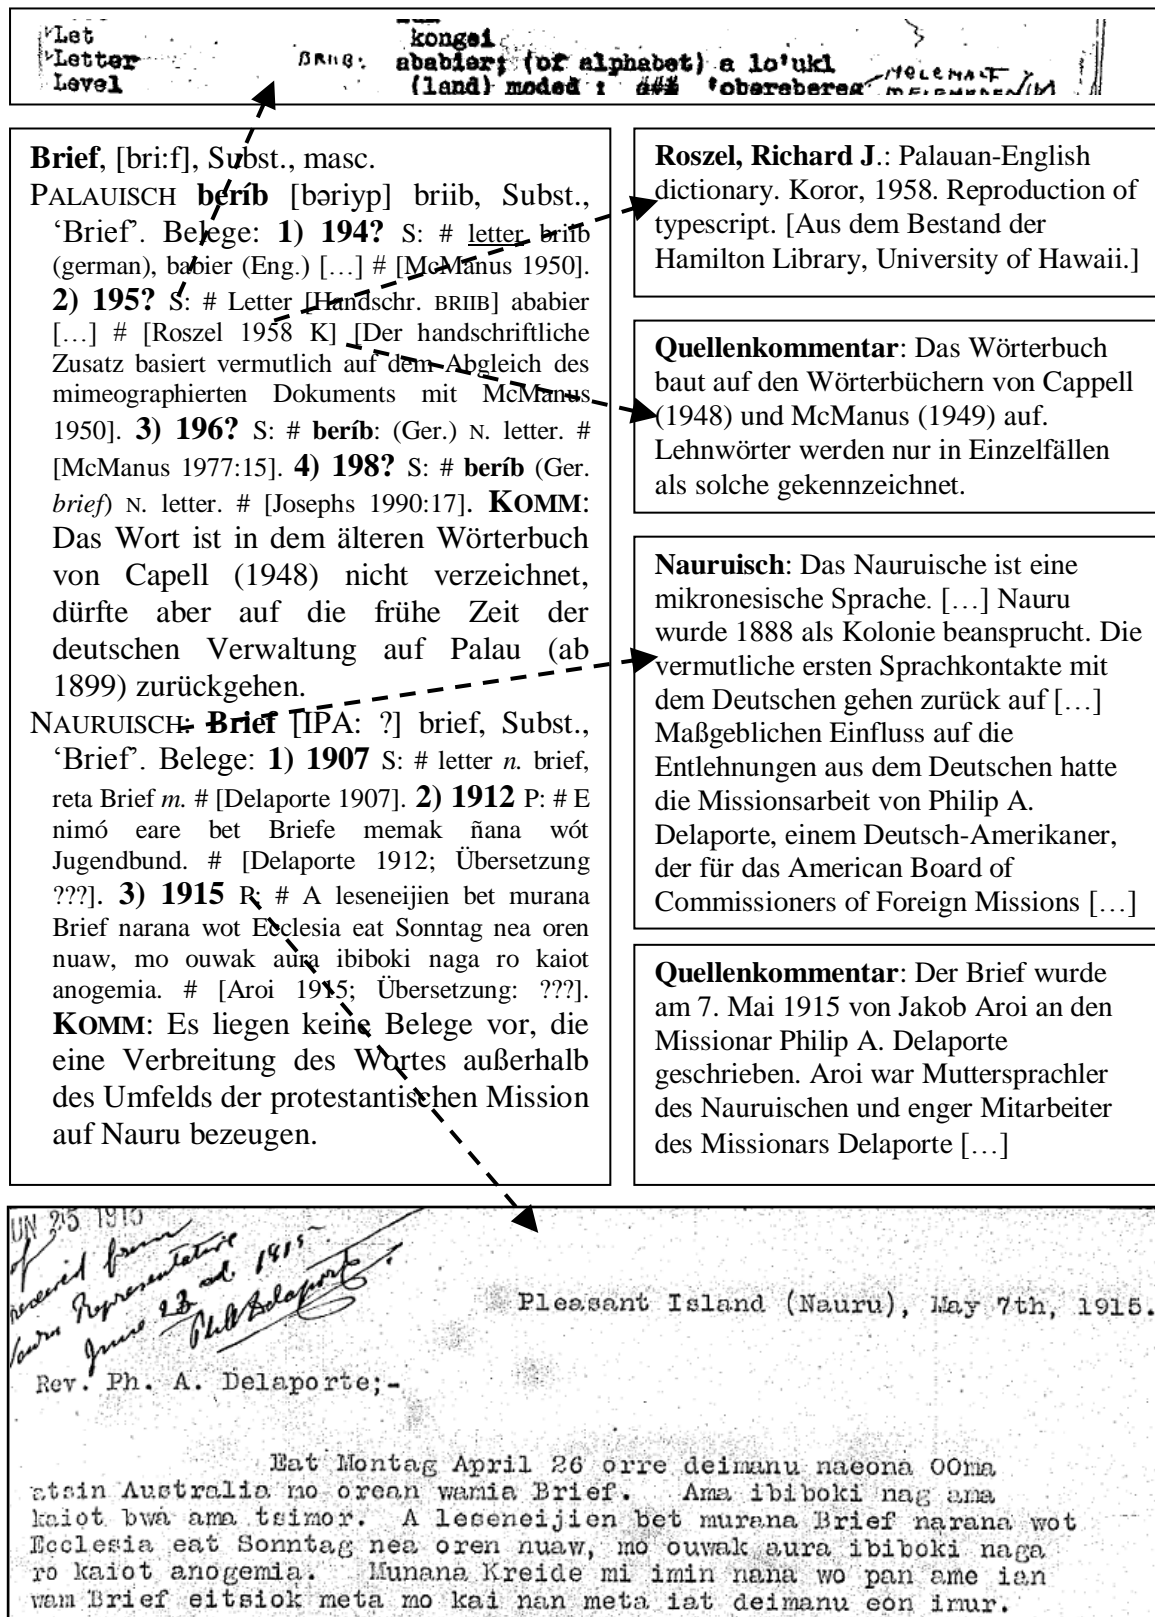 Let
kongei
Letter
BRIIB:
ababier; (of alphabet) a lo'ukl
Level
(land) moded : ### 'oberebereg
Brief, [bri:f], Subst., masc.
PALAUISCH beríb [bəriyp] briib, Subst.,
‘Brief’. Belege: 1) 194? S: # letter briib
(german), babier (Eng.) […] # [McManus 1950].
2) 195? S: # Letter [Handschr. BRIIB] ababier
[…] # [Roszel 1958 K] [Der handschriftliche
Zusatz basiert vermutlich auf dem Abgleich des
mimeographierten Dokuments mit McManus
1950]. 3) 196? S: # beríb: (Ger.) N. letter. #
[McManus 1977:15]. 4) 198? S: # beríb (Ger.
brief) N. letter. # [Josephs 1990:17]. KOMM:
Das Wort ist in dem älteren Wörterbuch
von Capell (1948) nicht verzeichnet,
dürfte aber auf die frühe Zeit der
deutschen Verwaltung auf Palau (ab
1899) zurückgehen.
NAURUISCH: Brief [IPA: ?] brief, Subst.,
‘Brief’. Belege: 1) 1907 S: # letter n. brief,
reta Brief m. # [Delaporte 1907]. 2) 1912 P: # E
nimó eare bet Briefe memak ñana wót
Jugendbund. # [Delaporte 1912; Übersetzung
???]. 3) 1915 P: # A leseneijien bet murana
Brief narana wot Ecclesia eat Sonntag nea oren
nuaw, mo ouwak aura ibiboki naga ro kaiot
anogemia. # [Aroi 1915; Übersetzung: ???].
KOMM: Es liegen keine Belege vor, die
eine Verbreitung des Wortes außerhalb
des Umfelds der protestantischen Mission
auf Nauru bezeugen.
Roszel, Richard J.: Palauan-English
dictionary. Koror, 1958. Reproduction of
typescript. [Aus dem Bestand der
Hamilton Library, University of Hawaii.]
Quellenkommentar: Das Wörterbuch
baut auf den Wörterbüchern von Cappell
(1948) und McManus (1949) auf.
Lehnwörter werden nur in Einzelfällen
als solche gekennzeichnet.
Nauruisch: Das Nauruische ist eine
mikronesische Sprache. […] Nauru
wurde 1888 als Kolonie beansprucht. Die
vermutliche ersten Sprachkontakte mit
dem Deutschen gehen zurück auf […]
Maßgeblichen Einfluss auf die
Entlehnungen aus dem Deutschen hatte
die Missionsarbeit von Philip A.
Delaporte, einem Deutsch-Amerikaner,
der für das American Board of
Commissioners of Foreign Missions […]
Quellenkommentar: Der Brief wurde
am 7. Mai 1915 von Jakob Aroi an den
Missionar Philip A. Delaporte
geschrieben. Aroi war Muttersprachler
des Nauruischen und enger Mitarbeiter
des Missionars Delaporte […]
UN 25 1915
of
received from
Nauru Representative
June 23rd 1915.
Phil Delaporte
Pleasant Island (Nauru), May 7th, 1915.
Rev. Ph. A. Delaporte;-
Eat Montag April 26 orre deimanu naeona OOma
atsin Australia mo orean wamia Brief. Ama ibiboki nag ama
kaiot bwa ama tsimor. A leseneijien bet murana Brief narana wot
Ecclesia eat Sonntag nea oren nuaw, mo ouwak aura ibiboki naga
ro kaiot anogemia. Munana Kreide mi imin nana wo pan ame ian
wam Brief eitsiok meta mo kai nan meta iat deimanu eon imur.